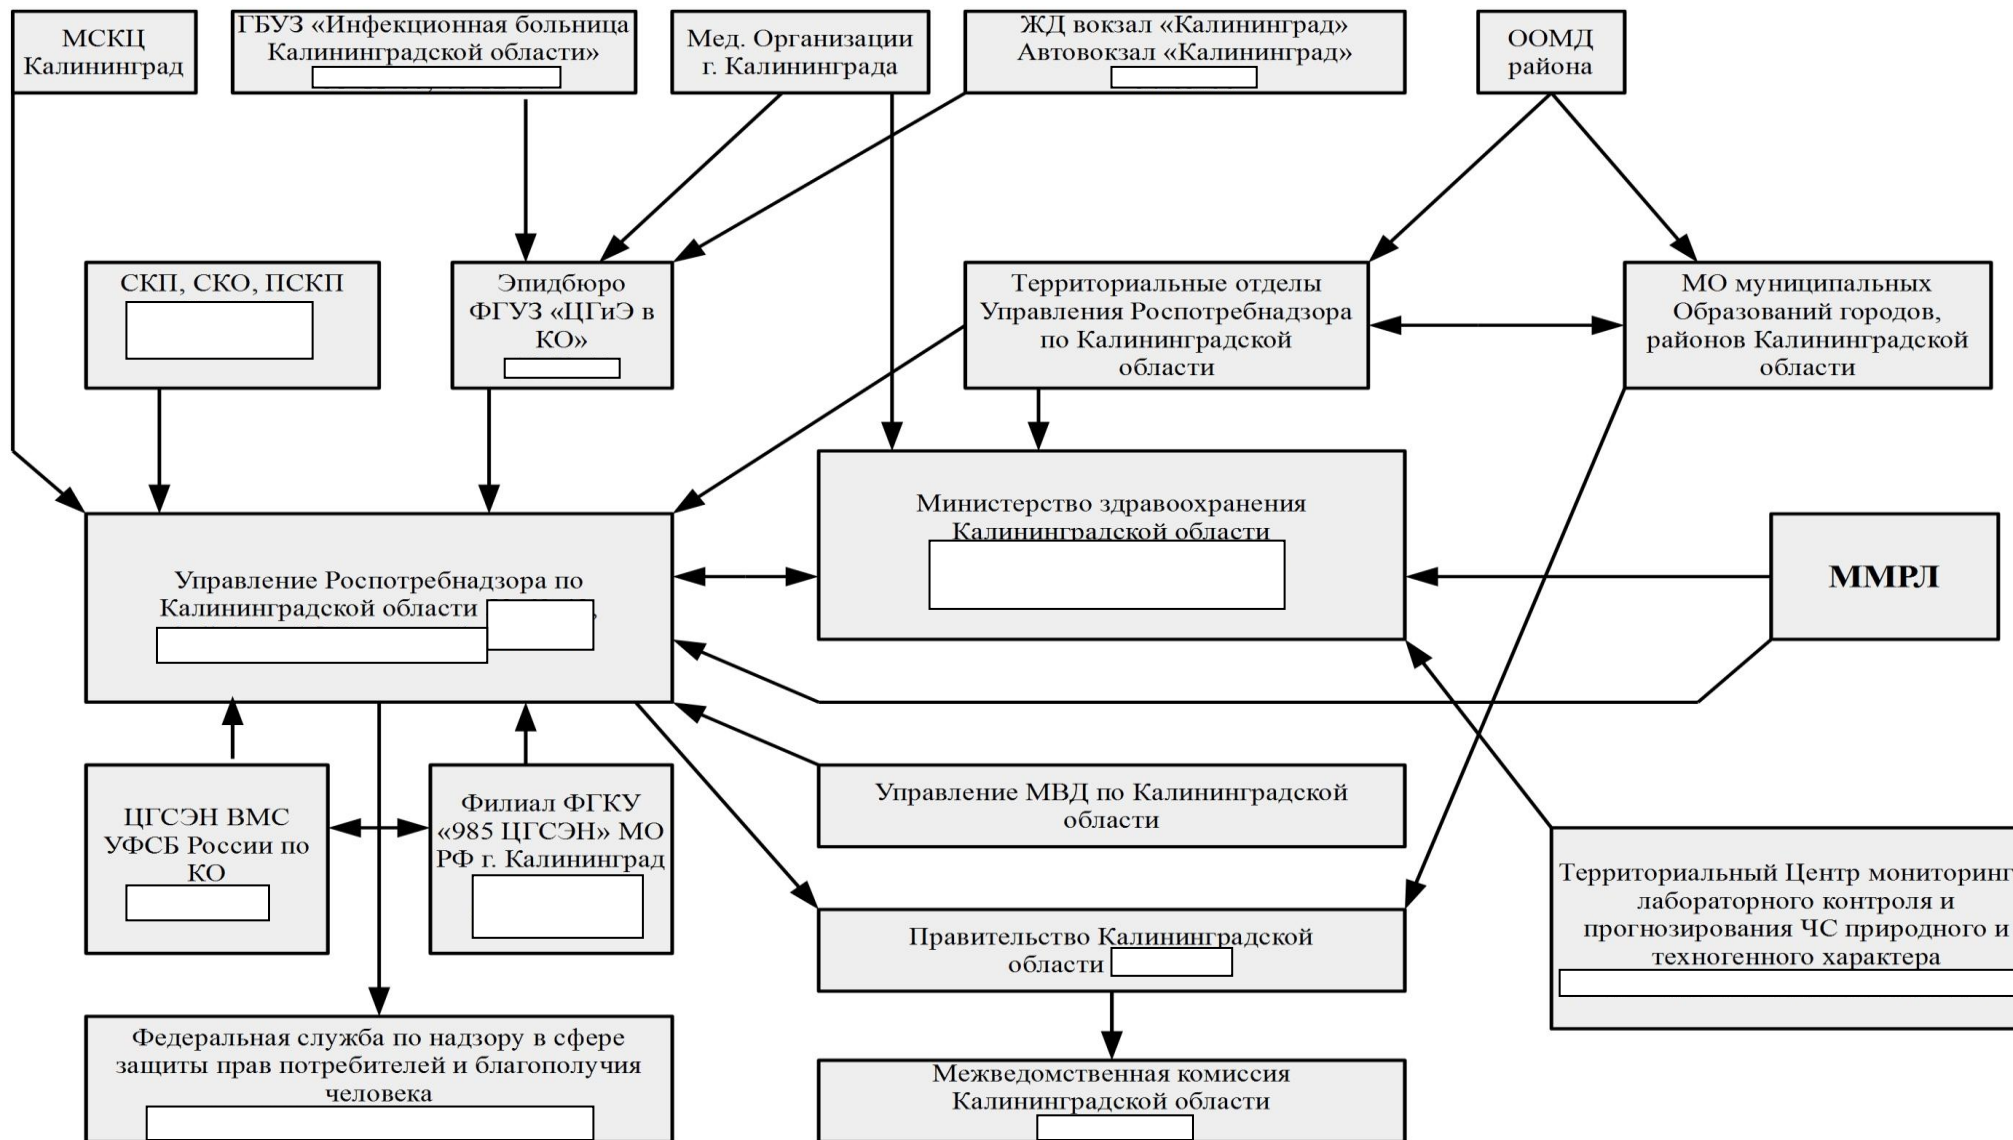 МСКЦ
Калининград
ГБУЗ «Инфекционная больница
Калининградской области»
Мед. Организации
г. Калининграда
ЖД вокзал «Калининград»
Автовокзал «Калининград»
ООМД
района
СКП, СКО, ПСКП
Эпидбюро
ФГУЗ «ЦГиЭ в
КО»
Территориальные отделы
Управления Роспотребнадзора
по Калининградской
области
МО муниципальных
Образований городов,
районов Калининградской
области
Управление Роспотребнадзора по
Калининградской области
Министерство здравоохранения
Калининградской области
ММРЛ
ЦГСЭН ВМС
УФСБ России по
КО
Филиал ФГКУ
«985 ЦГСЭН» МО
РФ г. Калининград
Управление МВД по Калининградской
области
Правительство Калининградской
области
Территориальный Центр мониторинг
лабораторного контроля и
прогнозирования ЧС природного и
техногенного характера
Федеральная служба по надзору в сфере
защиты прав потребителей и благополучия
человека
Межведомственная комиссия
Калининградской области